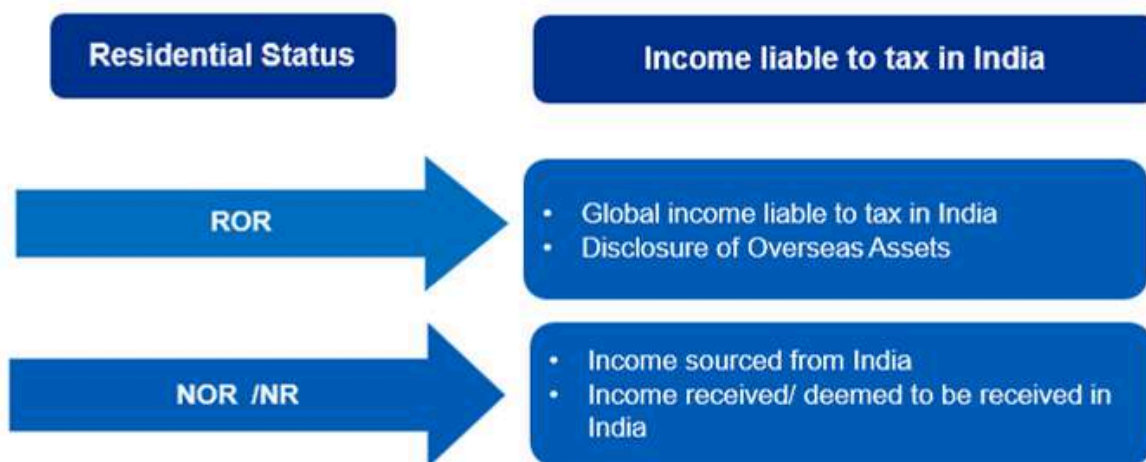 Residential Status
Income liable to tax in India
ROR
• Global income liable to tax in India
• Disclosure of Overseas Assets
NOR /NR
• Income sourced from India
• Income received/ deemed to be received in
India